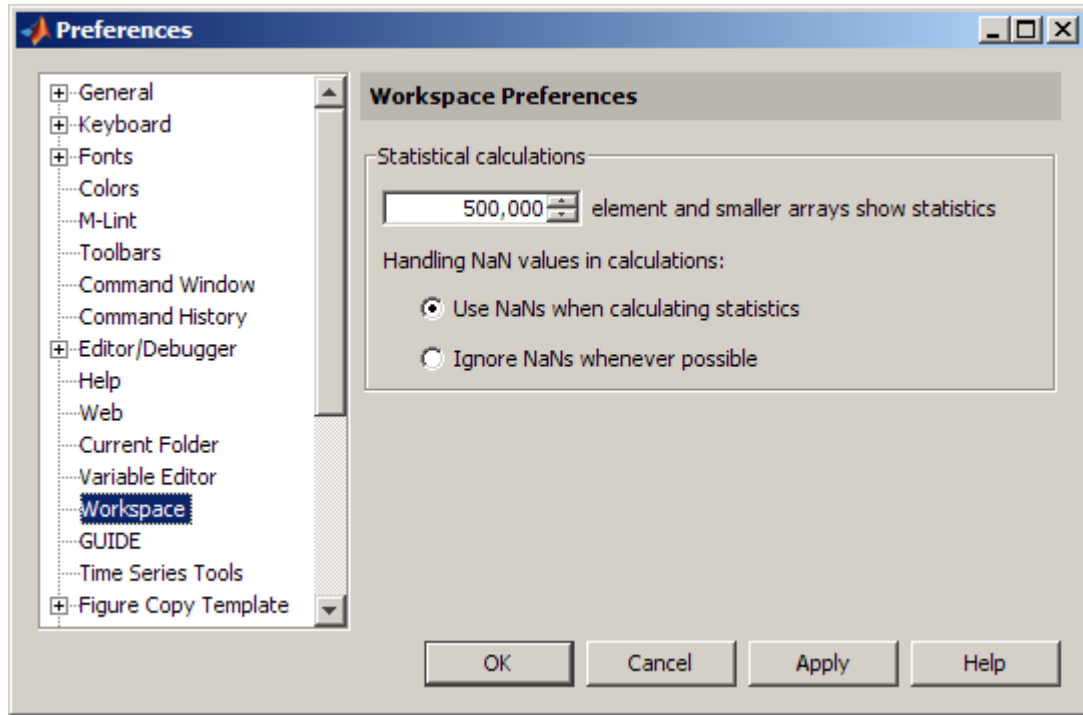 Preferences
General
Keyboard
Fonts
Colors
M-Lint
Toolbars
Command Window
Command History
Editor/Debugger
Help
Web
Current Folder
Variable Editor
Workspace
GUIDE
Time Series Tools
Figure Copy Template
Workspace Preferences
Statistical calculations
500,000 element and smaller arrays show statistics
Handling NaN values in calculations:
Use NaNs when calculating statistics
Ignore NaNs whenever possible
OK Cancel Apply Help